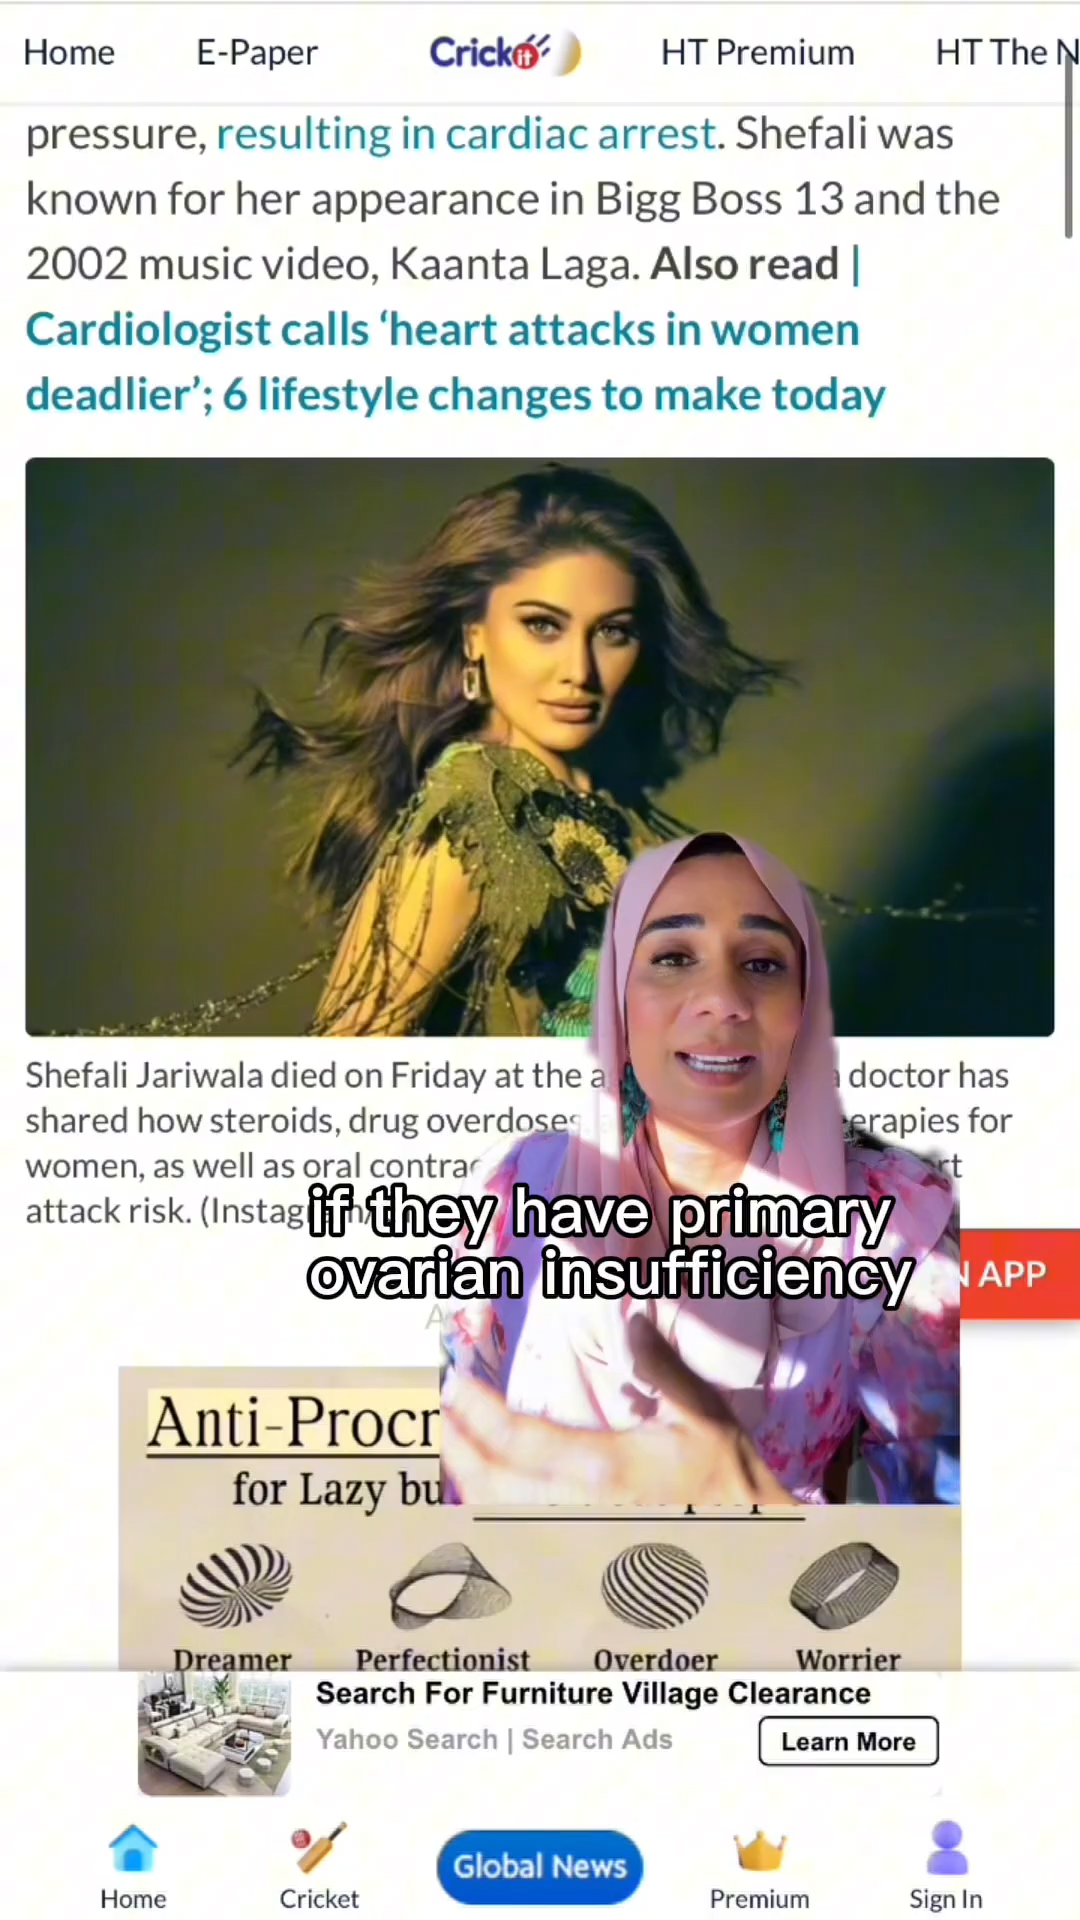 Home E-Paper Crickit HT Premium HT The N
pressure, resulting in cardiac arrest. Shefali was
known for her appearance in Bigg Boss 13 and the
2002 music video, Kaanta Laga. Also read |
Cardiologist calls ‘heart attacks in women
deadlier’; 6 lifestyle changes to make today
Shefali Jariwala died on Friday at the a doctor has
shared how steroids, drug overdoses erapies for
women, as well as oral contrac rt
attack risk. (Instag
if they have primary
ovarian insufficiency
N APP
Anti-Procr
for Lazy bu
Dreamer Perfectionist Overdoer Worrier
Search For Furniture Village Clearance
Yahoo Search | Search Ads
Learn More
Home Cricket Global News Premium Sign In